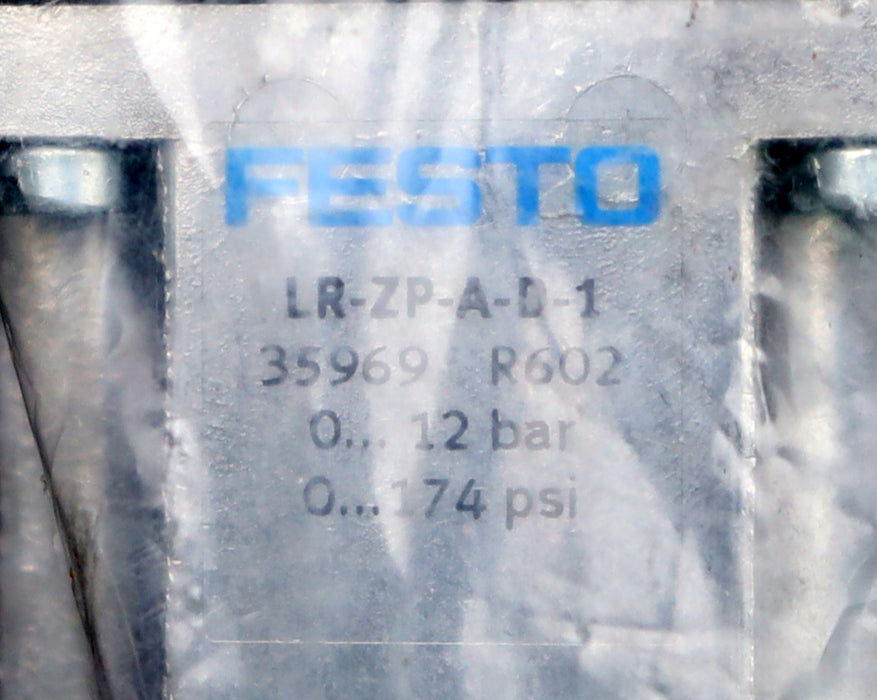 FESTO
LR-ZP-A-D-1
35969 R602
0... 12 bar
0...174 psi